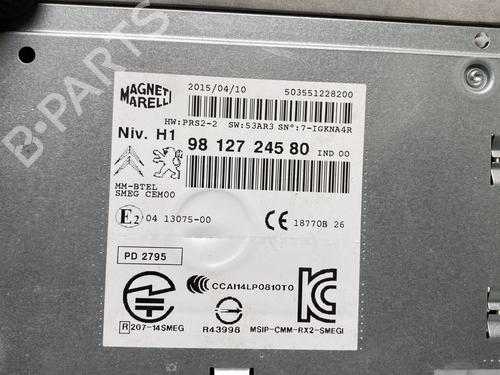 B-PARTS
MAGNETI MARELLI
2015/04/10 503551228200
HW:PRS2-2 SW:53AR3 SN°:7-IGKNA4R
Niv. H1
98 127 245 80 IND 00
MM-BTEL
SMEG CEM00
E2 04 13075-00 CE 18770B 26
PD 2795
CCAI14LP0810T0
R 207-14SMEG
R43998
MSIP-CMM-RX2-SMEGI